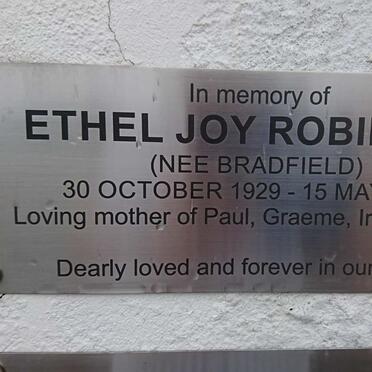 In memory of
ETHEL JOY
(NEE BRADFIELD)
30 OCTOBER 1929 - 15 MAY
Loving mother of Paul, Graeme,
Dearly loved and forever in our